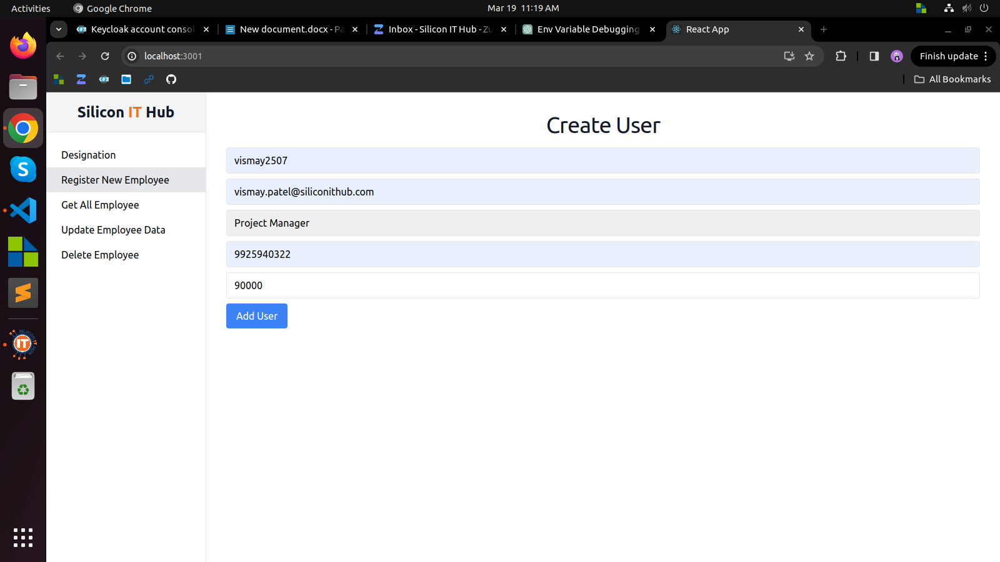 Activities
Google Chrome
Mar 19 11:19 AM
Keycloak account consol
New document.docx - Pa
Inbox - Silicon IT Hub - Zu
Env Variable Debugging
React App
localhost:3001
Finish update
All Bookmarks
Silicon IT Hub
Designation
Register New Employee
Get All Employee
Update Employee Data
Delete Employee
Create User
vismay2507
vismay.patel@siliconithub.com
Project Manager
9925940322
90000
Add User
IT